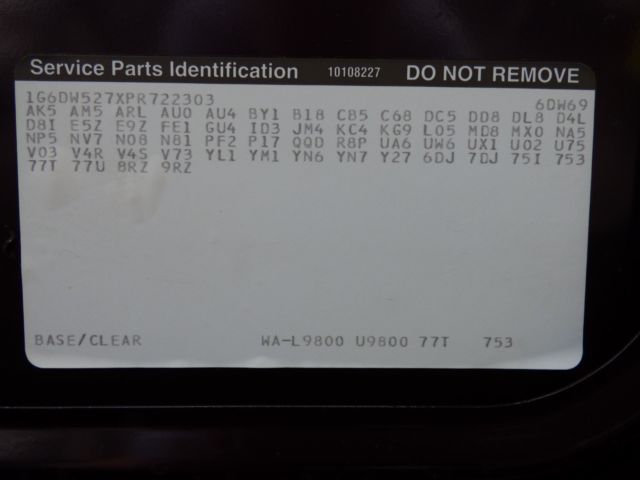 Service Parts Identification 10108227 DO NOT REMOVE
1G6DW527XPR722303 6DW69
AK5 AM5 ARL AU0 AU4 BY1 B18 C85 C68 DC5 DD8 DL8 D4L
D8I E5Z E9Z FE1 GU4 ID3 JM4 KC4 KG9 L05 MD8 MX0 NA5
NP5 NV7 N08 N81 PF2 P17 QQD R8P UA6 UW6 UX1 U02 U75
V03 V4R V4S V73 YL1 YM1 YN6 YN7 Y27 6DJ 7DJ 75I 753
77T 77U 8RZ 9RZ
BASE/CLEAR WA-L9800 U9800 77T 753